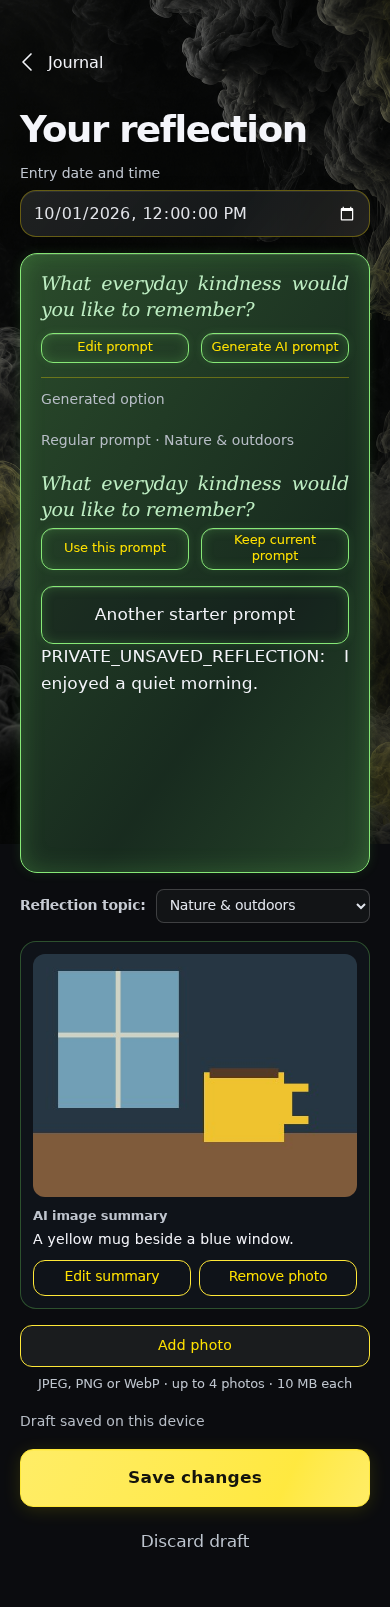 Journal
Your reflection
Entry date and time
10/01/2026, 12:00:00 PM
What everyday kindness would
you like to remember?
Edit prompt
Generate AI prompt
Generated option
Regular prompt · Nature & outdoors
What everyday kindness would
you like to remember?
Use this prompt
Keep current
prompt
Another starter prompt
PRIVATE_UNSAVED_REFLECTION: I
enjoyed a quiet morning.
Reflection topic:
Nature & outdoors
AI image summary
A yellow mug beside a blue window.
Edit summary
Remove photo
Add photo
JPEG, PNG or WebP · up to 4 photos · 10 MB each
Draft saved on this device
Save changes
Discard draft